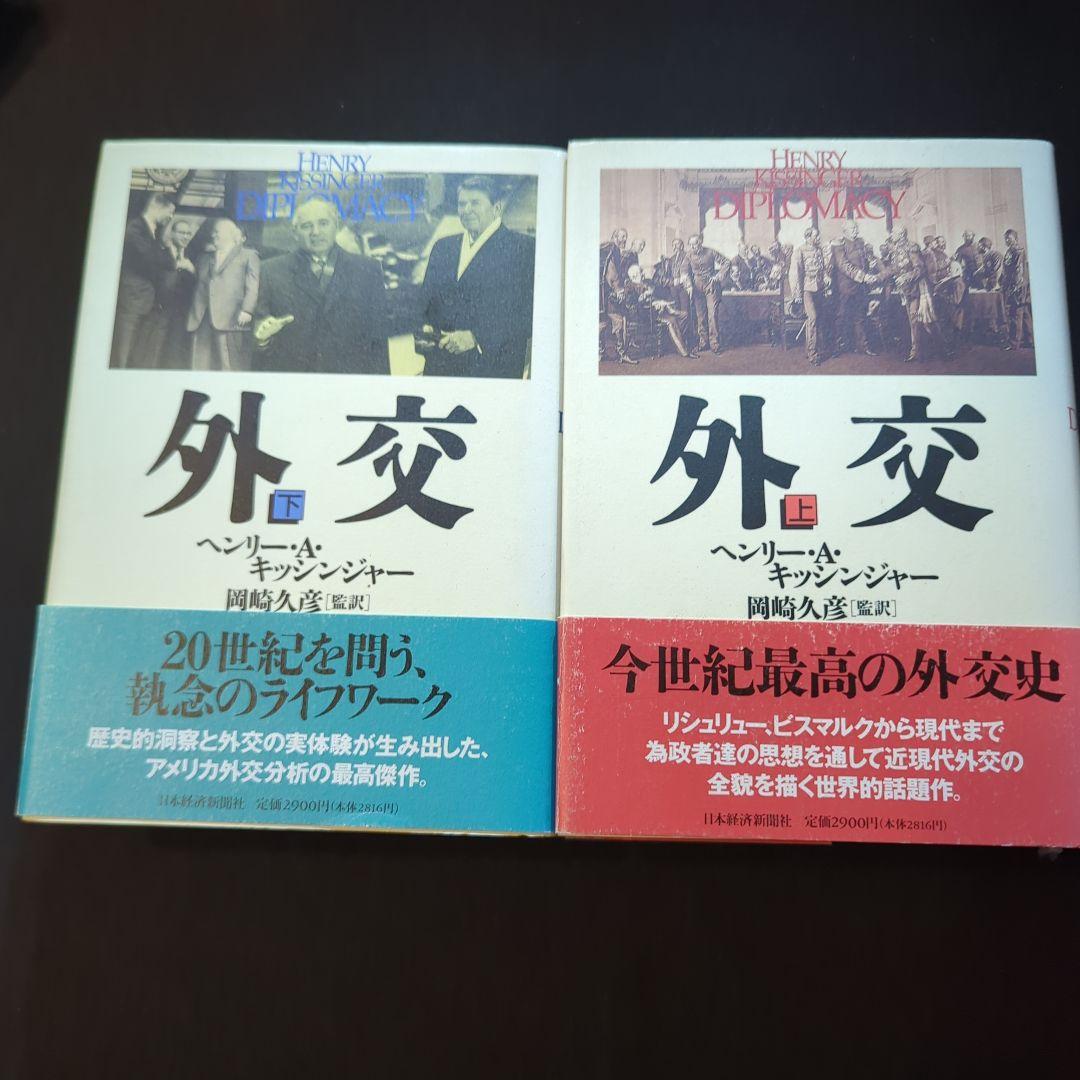 HENRY
KISSINGER
DIPLOMACY
外交
下
ヘンリー・A・
キッシンジャー
岡崎久彦[監訳]
20世紀を問う、
執念のライフワーク
歴史的洞察と外交の実体験が生み出した、
アメリカ外交分析の最高傑作。
日本経済新聞社 定価2900円(本体2816円)
HENRY
KISSINGER
DIPLOMACY
外交
上
ヘンリー・A・
キッシンジャー
岡崎久彦[監訳]
今世紀最高の外交史
リシュリュー、ビスマルクから現代まで
為政者達の思想を通して近現代外交の
全貌を描く世界的話題作。
日本経済新聞社 定価2900円(本体2816円)